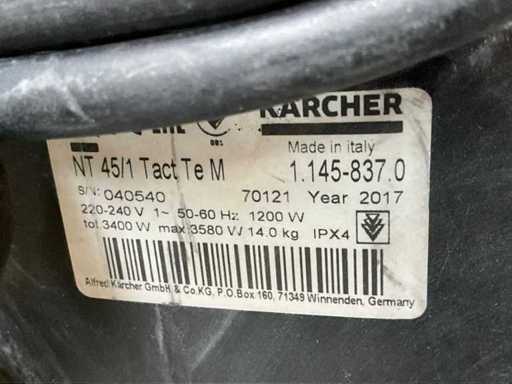 KARCHER
001
Made in italy
NT 45/1 Tact Te M 1.145-837.0
S/N: 040540 70121 Year 2017
220-240 V 1~ 50-60 Hz 1200 W
tot.3400 W max.3580 W 14.0 kg IPX4
Alfred Kärcher GmbH & Co.KG, P.O.Box 160, 71349 Winnenden, Germany